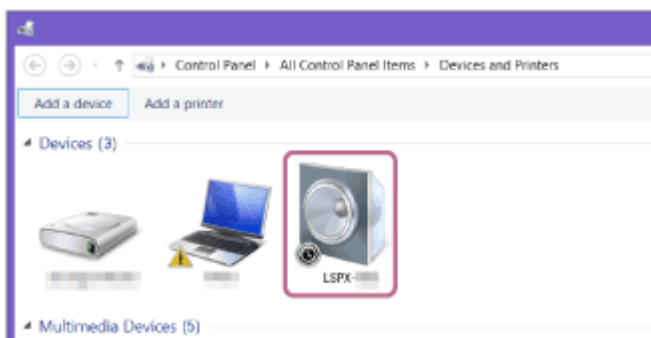 Control Panel All Control Panel Items Devices and Printers
Add a device Add a printer
Devices (3)
LSPX-
Multimedia Devices (5)